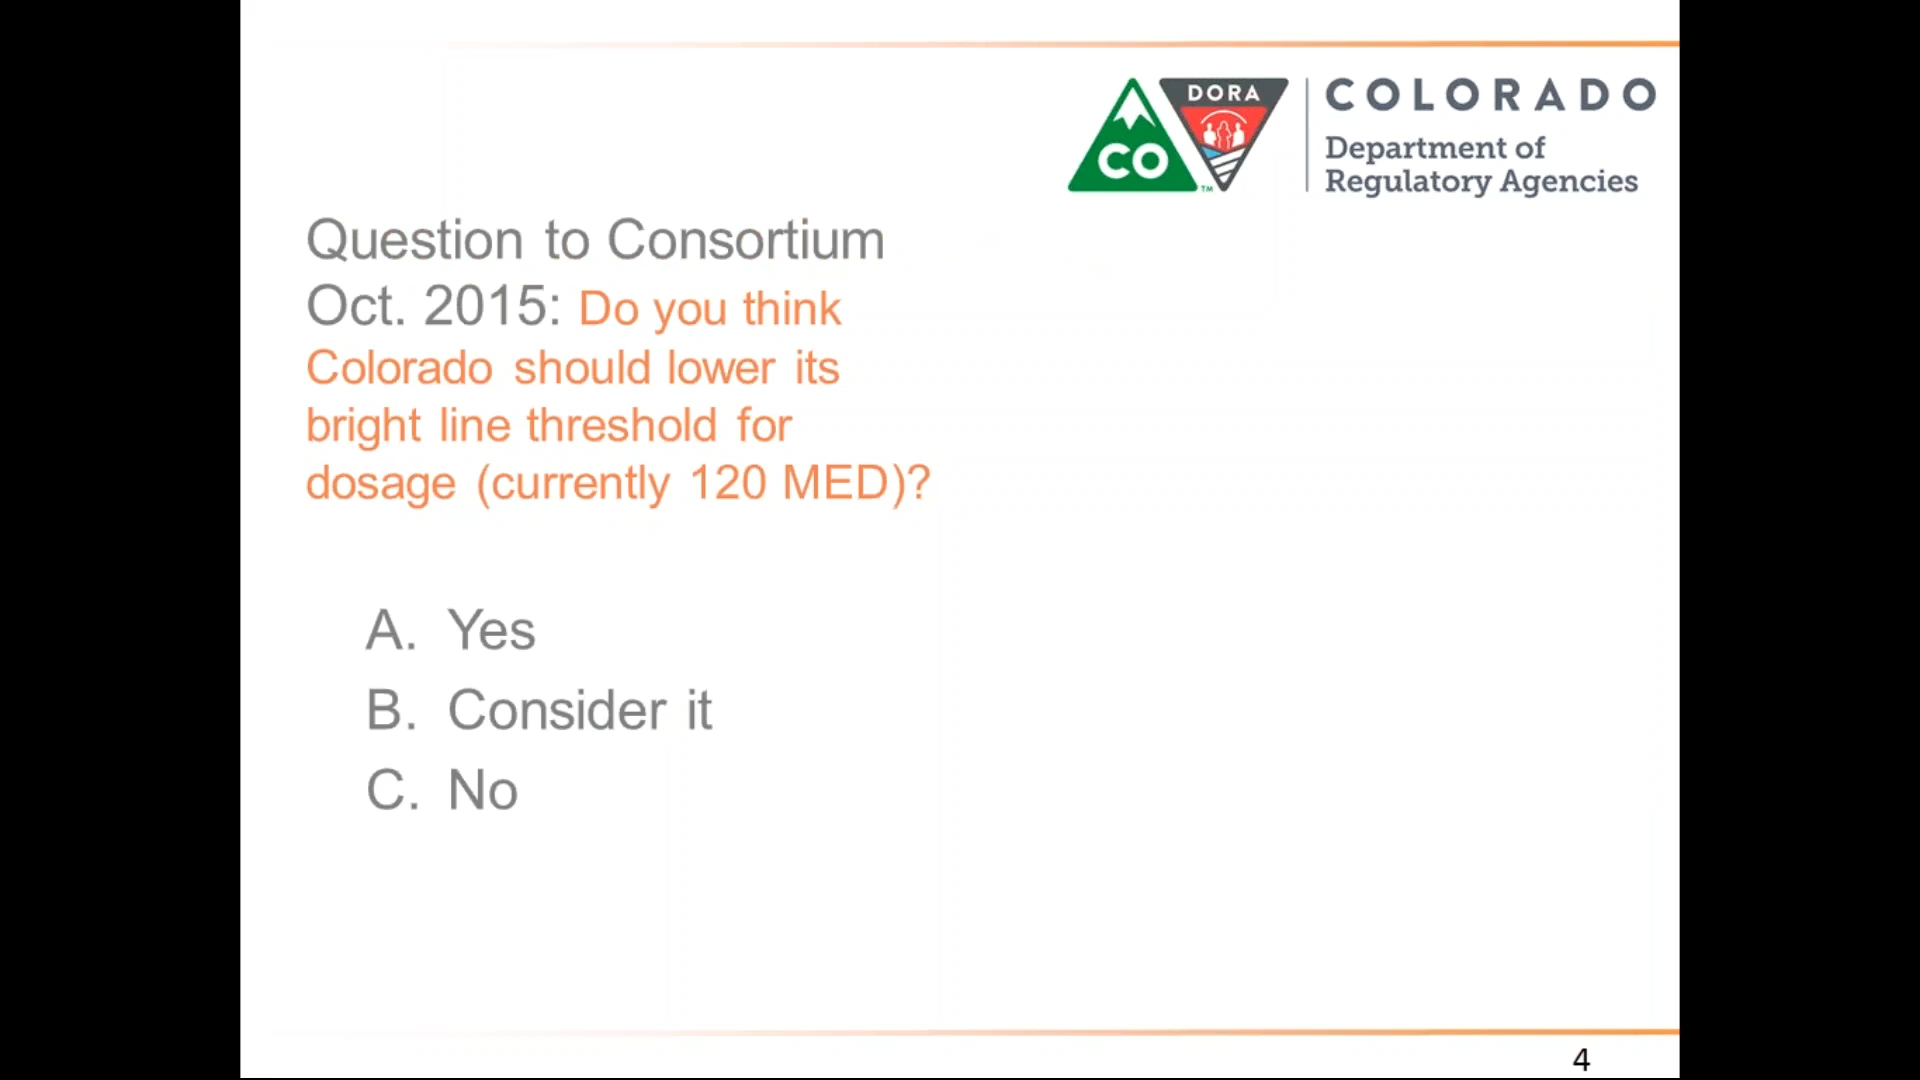 DORA
CO
TM
COLORADO
Department of
Regulatory Agencies
Question to Consortium
Oct. 2015: Do you think
Colorado should lower its
bright line threshold for
dosage (currently 120 MED)?
A. Yes
B. Consider it
C. No
4